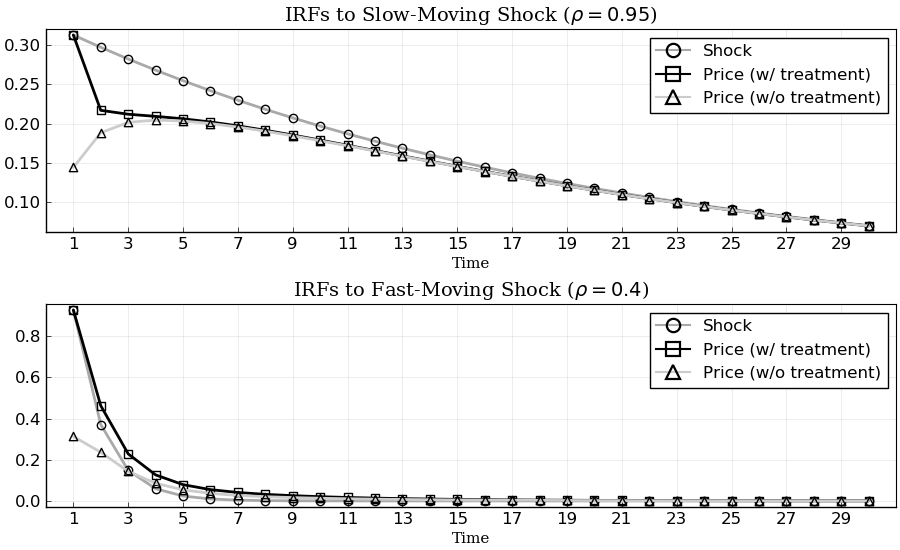 IRFs to Slow-Moving Shock (ρ = 0.95)
0.30
0.25
0.20
0.15
0.10
Shock
Price (w/ treatment)
Price (w/o treatment)
1 3 5 7 9 11 13 15 17 19 21 23 25 27 29
Time
IRFs to Fast-Moving Shock (ρ = 0.4)
0.8
0.6
0.4
0.2
0.0
Shock
Price (w/ treatment)
Price (w/o treatment)
1 3 5 7 9 11 13 15 17 19 21 23 25 27 29
Time